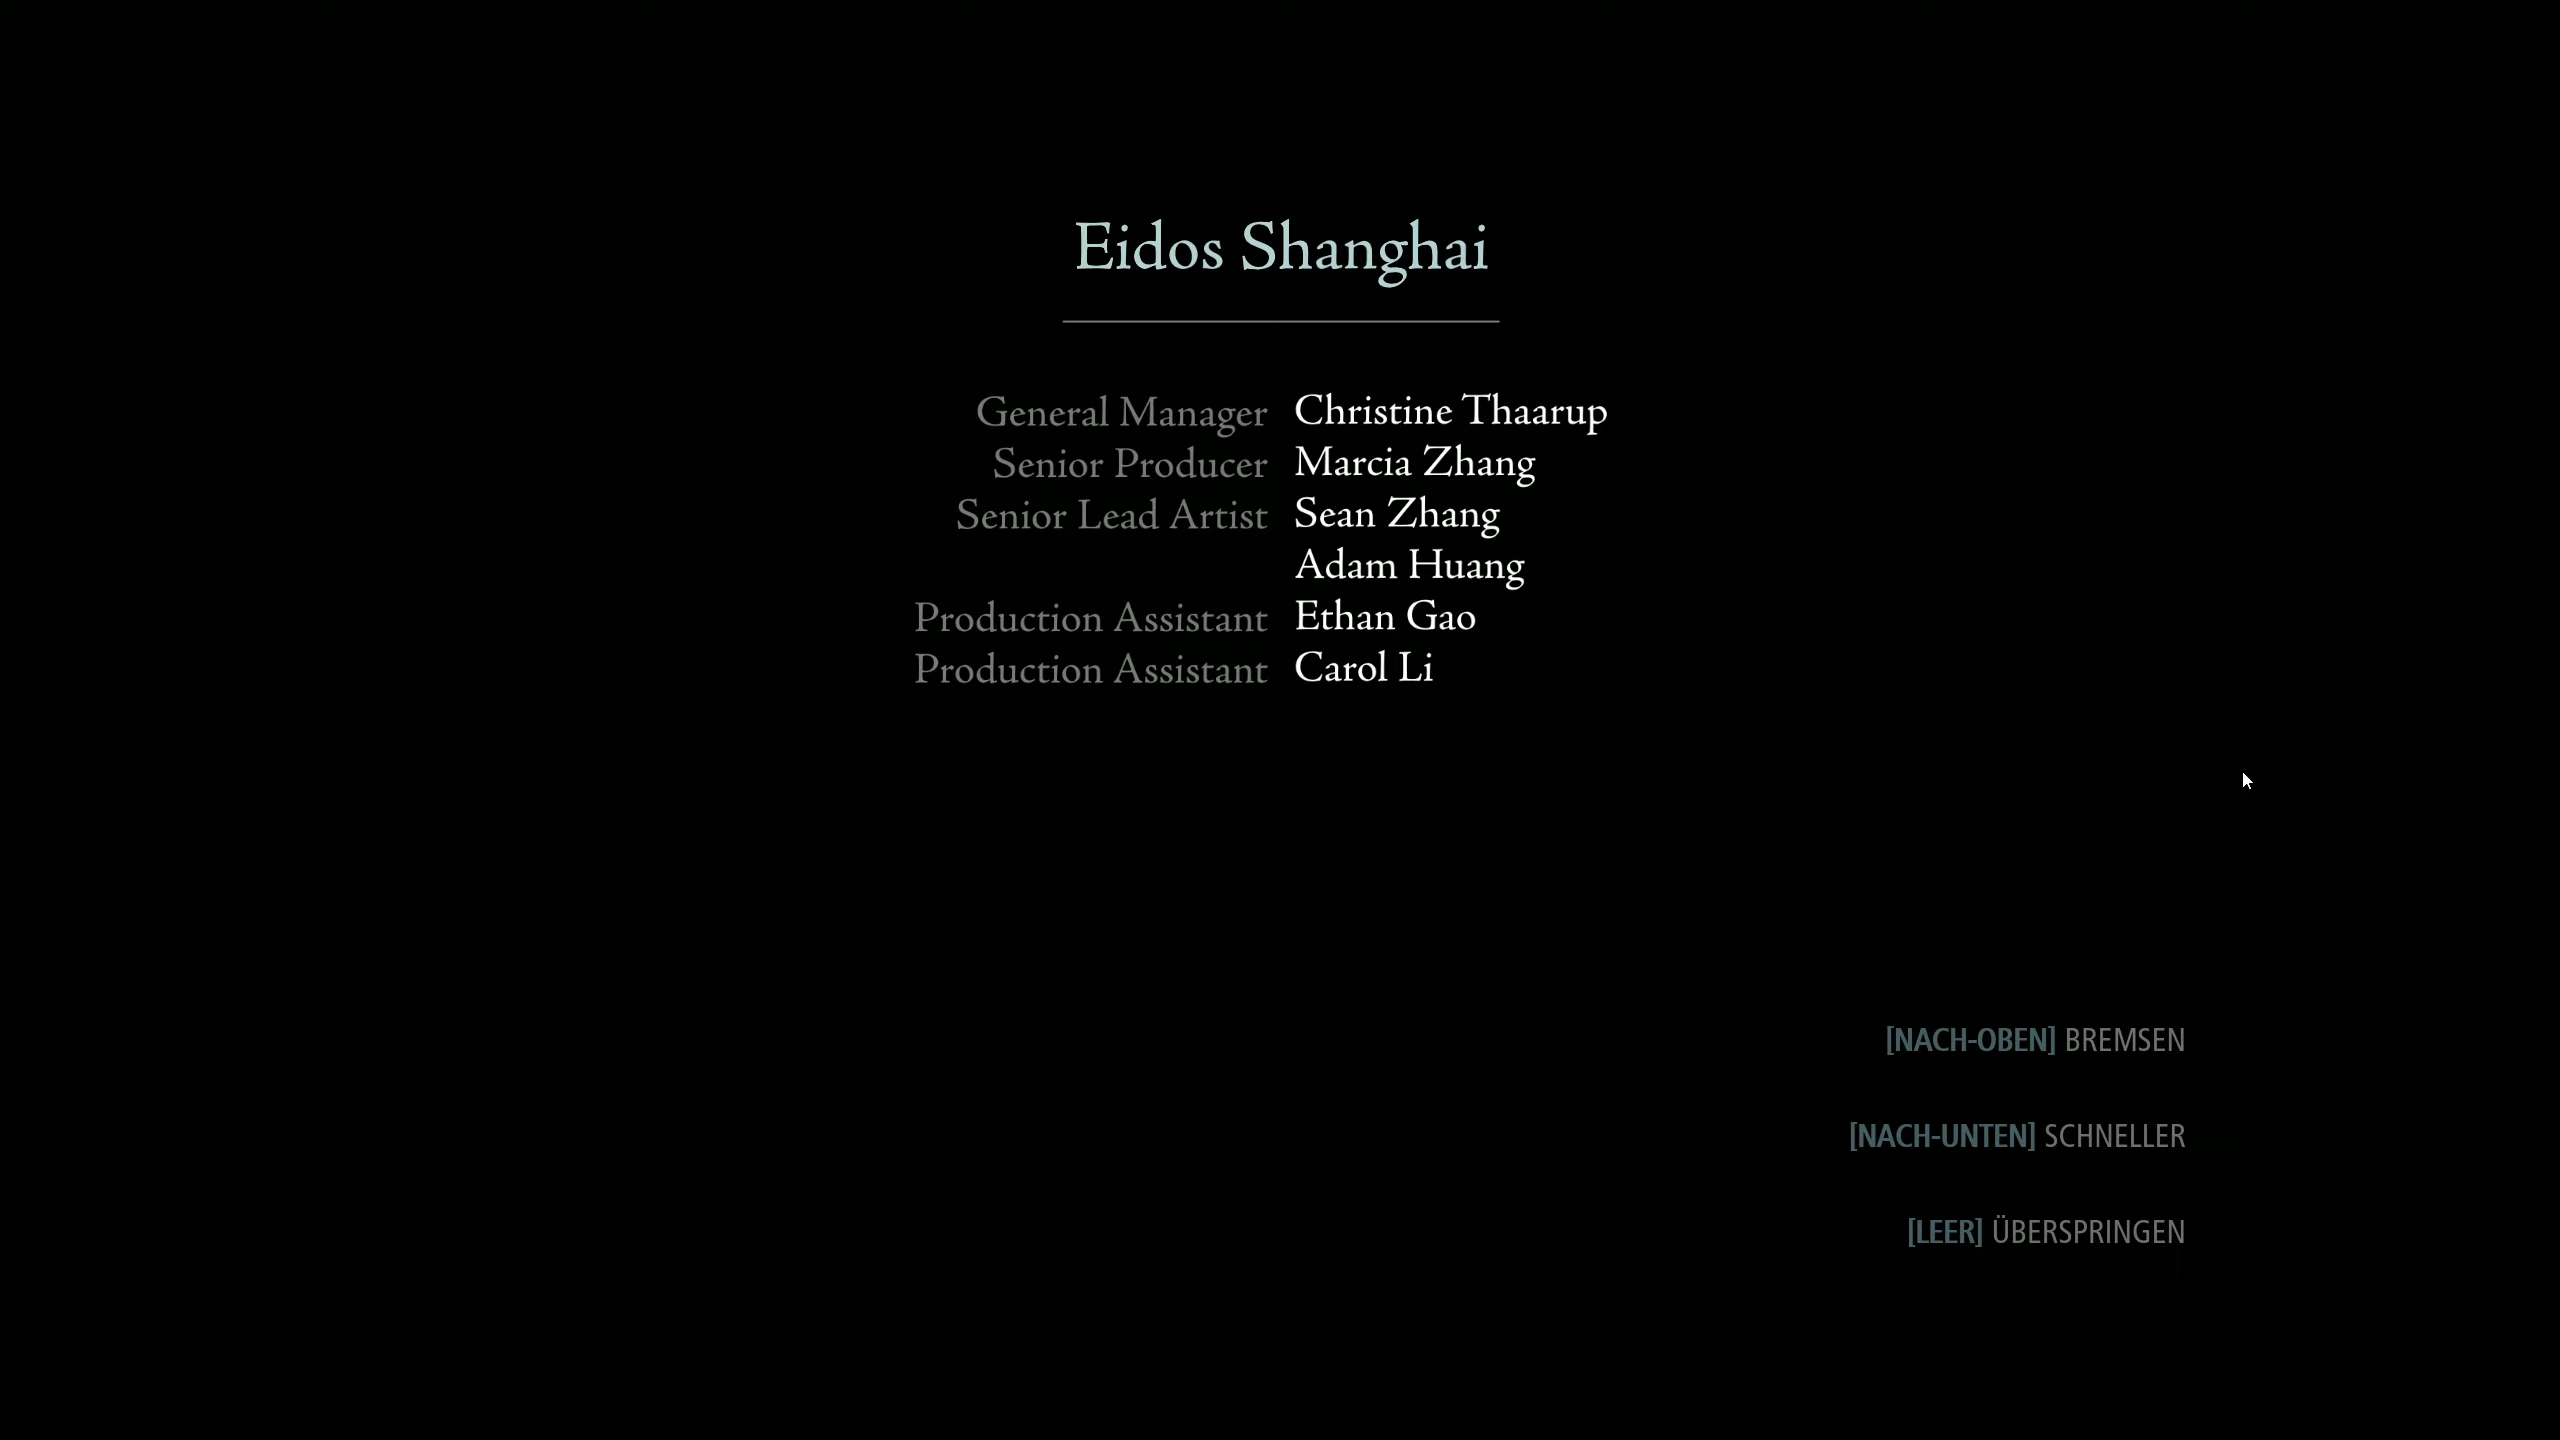 Eidos Shanghai
General Manager Christine Thaarup
Senior Producer Marcia Zhang
Senior Lead Artist Sean Zhang
Adam Huang
Production Assistant Ethan Gao
Production Assistant Carol Li
[NACH-OBEN] BREMSEN
[NACH-UNTEN] SCHNELLER
[LEER] ÜBERSPRINGEN